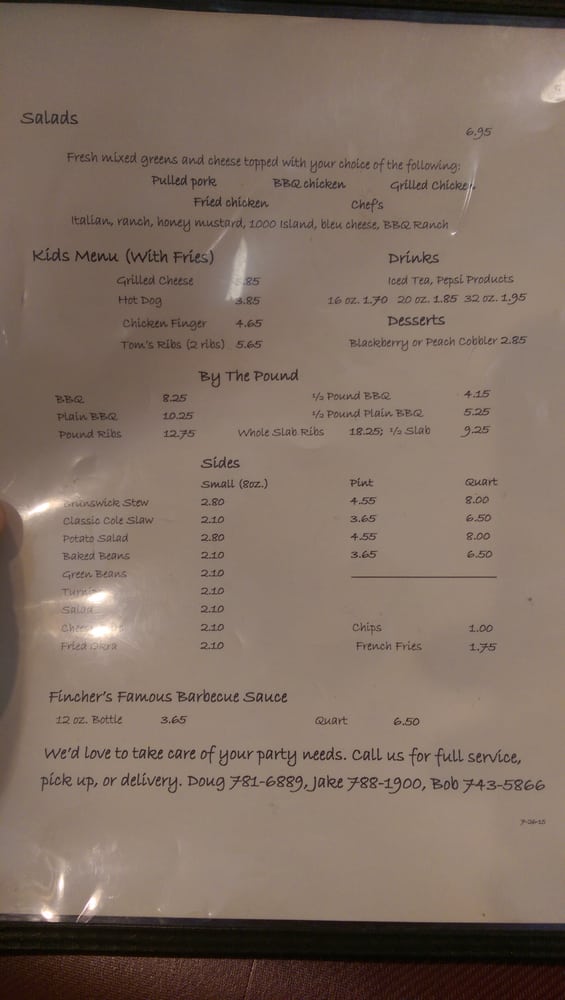 Salads
6.95
Fresh mixed greens and cheese topped with your choice of the following:
Pulled pork BBQ chicken Grilled Chicken
Fried chicken Chef's
Italian, ranch, honey mustard, 1000 Island, bleu cheese, BBQ Ranch
Kids Menu (With Fries) Drinks
Grilled Cheese Iced Tea, Pepsi Products
Hot Dog 3.85 16 oz. 1.70 20 oz. 1.85 32 oz. 1.95
Chicken Finger 4.65 Desserts
Tom's Ribs (2 ribs) 5.65 Blackberry or Peach Cobbler 2.85
By The Pound
BBQ 8.25 1/2 Pound BBQ 4.15
Plain BBQ 10.25 1/2 Pound Plain BBQ 5.25
Pound Ribs 12.75 Whole Slab Ribs 18.25; 1/2 Slab 9.25
Sides
Small (8oz.) Pint Quart
Brunswick Stew 2.80 4.55 8.00
Classic Cole Slaw 2.10 3.65 6.50
Potato Salad 2.80 4.55 8.00
Baked Beans 2.10 3.65 6.50
Green Beans 2.10
2.10
Salad 2.10
2.10 Chips 1.00
Fried Okra 2.10 French Fries 1.75
Fincher's Famous Barbecue Sauce
12 oz. Bottle 3.65 Quart 6.50
We'd love to take care of your party needs. Call us for full service,
pick up, or delivery. Doug 781-6889, Jake 788-1900, Bob 743-5866